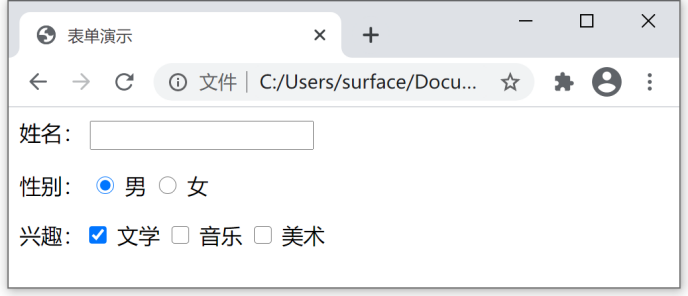 表单演示
文件 C:/Users/surface/Docu...
姓名：
性别： 男 女
兴趣： 文学 音乐 美术